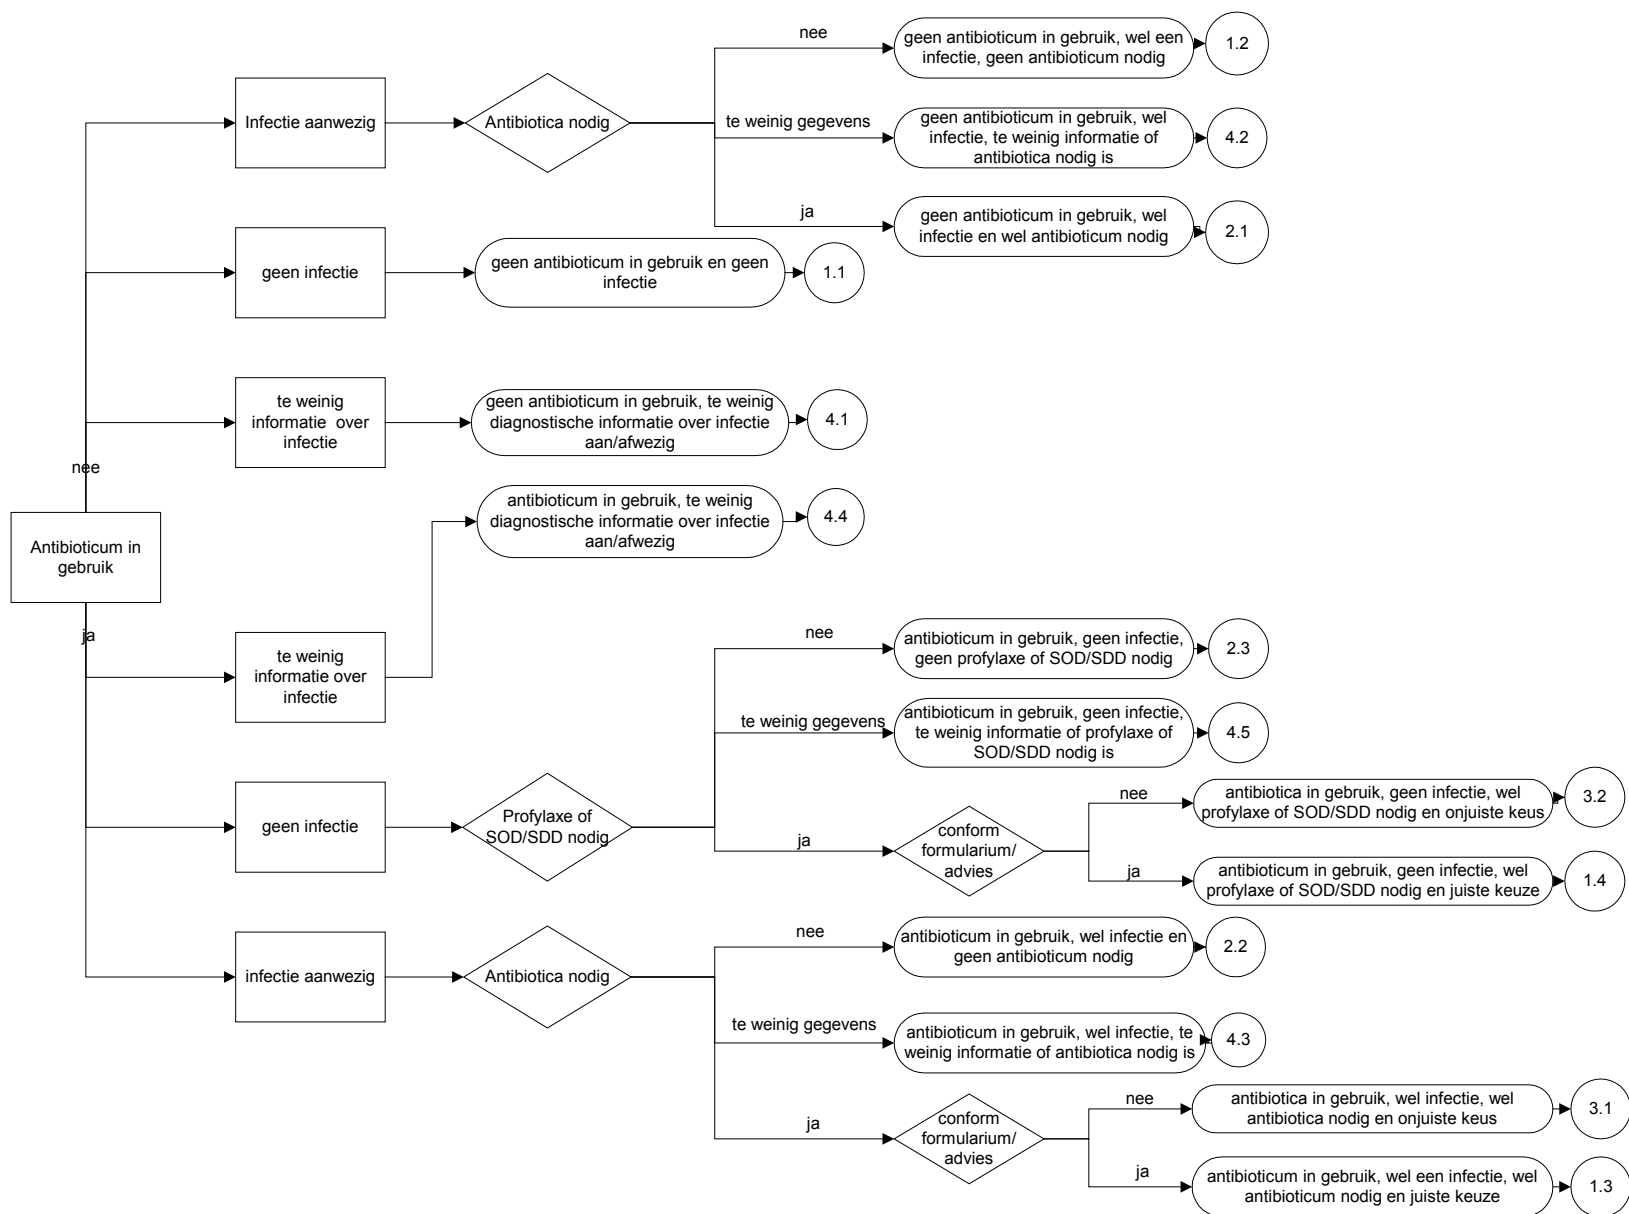 nee
geen antibioticum in gebruik, wel een
infectie, geen antibioticum nodig
1.2
Infectie aanwezig
Antibiotica nodig
te weinig gegevens
geen antibioticum in gebruik, wel
infectie, te weinig informatie of
antibiotica nodig is
4.2
ja
geen antibioticum in gebruik, wel
infectie en wel antibioticum nodig
2.1
geen infectie
geen antibioticum in gebruik en geen
infectie
1.1
te weinig
informatie over
infectie
geen antibioticum in gebruik, te weinig
diagnostische informatie over infectie
aan/afwezig
4.1
nee
antibioticum in gebruik, te weinig
diagnostische informatie over infectie
aan/afwezig
4.4
Antibioticum in
gebruik
ja
te weinig
informatie over
infectie
nee
antibioticum in gebruik, geen infectie,
geen profylaxe of SOD/SDD nodig
2.3
te weinig gegevens
antibioticum in gebruik, geen infectie,
te weinig informatie of profylaxe of
SOD/SDD nodig is
4.5
geen infectie
Profylaxe of
SOD/SDD nodig
ja
conform
formularium/
advies
nee
antibiotica in gebruik, geen infectie, wel
profylaxe of SOD/SDD nodig en onjuiste keus
3.2
ja
antibioticum in gebruik, geen infectie, wel
profylaxe of SOD/SDD nodig en juiste keuze
1.4
infectie aanwezig
Antibiotica nodig
nee
antibioticum in gebruik, wel infectie en
geen antibioticum nodig
2.2
te weinig gegevens
antibioticum in gebruik, wel infectie, te
weinig informatie of antibiotica nodig is
4.3
ja
conform
formularium/
advies
nee
antibiotica in gebruik, wel infectie, wel
antibiotica nodig en onjuiste keus
3.1
ja
antibioticum in gebruik, wel een infectie, wel
antibioticum nodig en juiste keuze
1.3